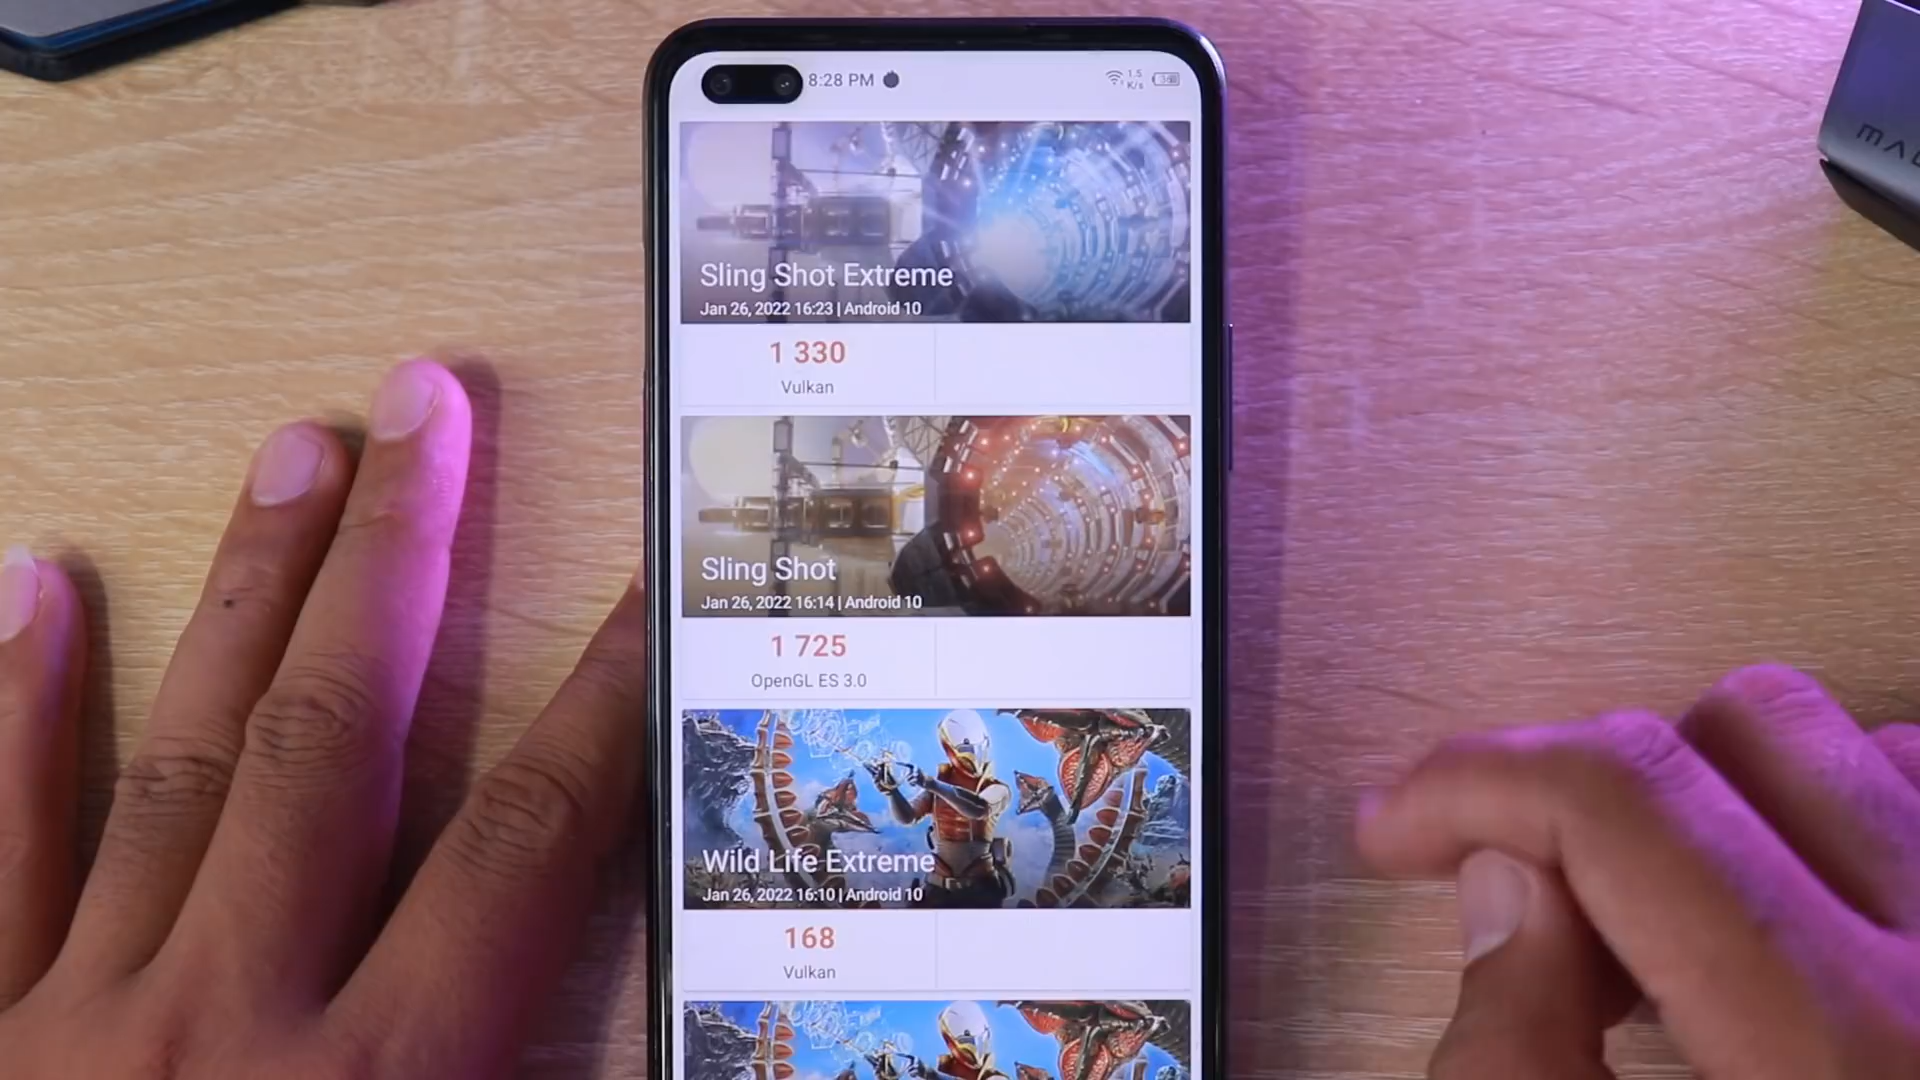 8:28 PM
1.5
K/s
Sling Shot Extreme
Jan 26, 2022 16:23 | Android 10
1 330
Vulkan
Sling Shot
Jan 26, 2022 16:14 | Android 10
1 725
OpenGL ES 3.0
Wild Life Extreme
Jan 26, 2022 16:10 | Android 10
168
Vulkan